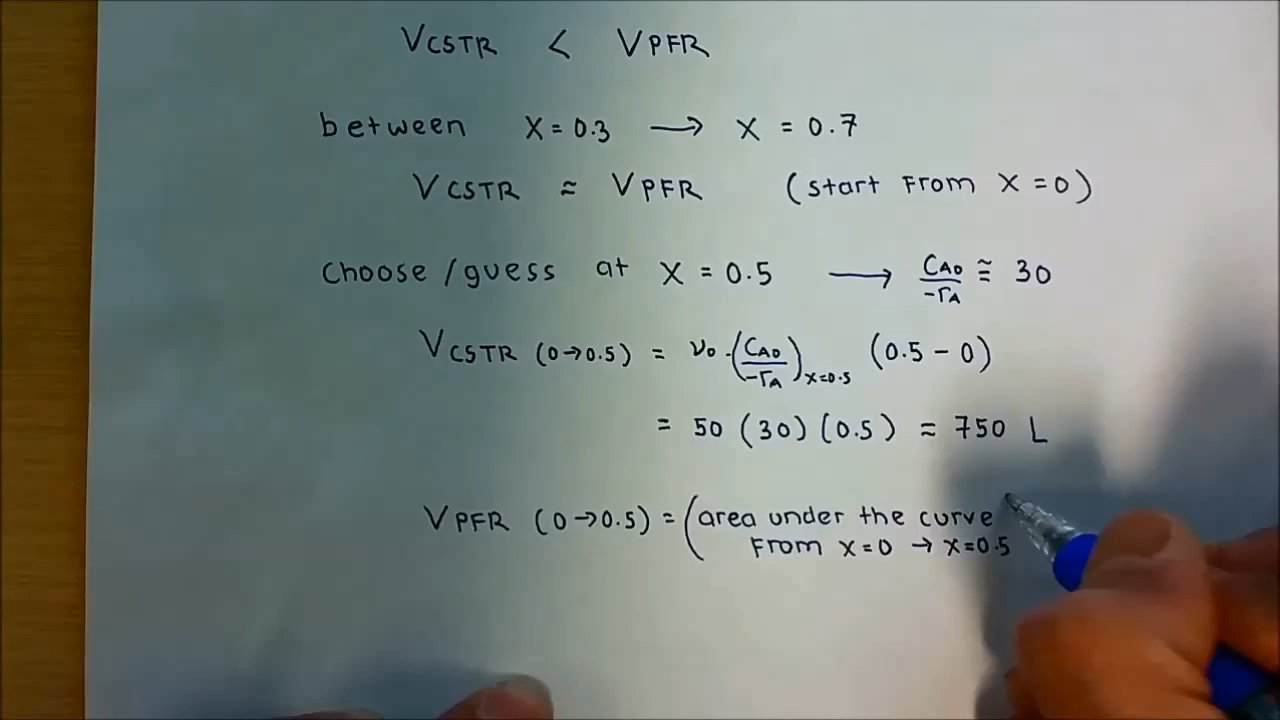 VCSTR < VPFR
between X = 0.3 → X = 0.7
VCSTR ≈ VPFR (start from X = 0)
Choose/guess at X = 0.5 → CA0/-rA ≅ 30
VCSTR (0→0.5) = ν0 · (CA0/-rA)X=0.5 (0.5 - 0)
= 50 (30) (0.5) = 750 L
VPFR (0→0.5) = (area under the curve
from X=0 → X=0.5